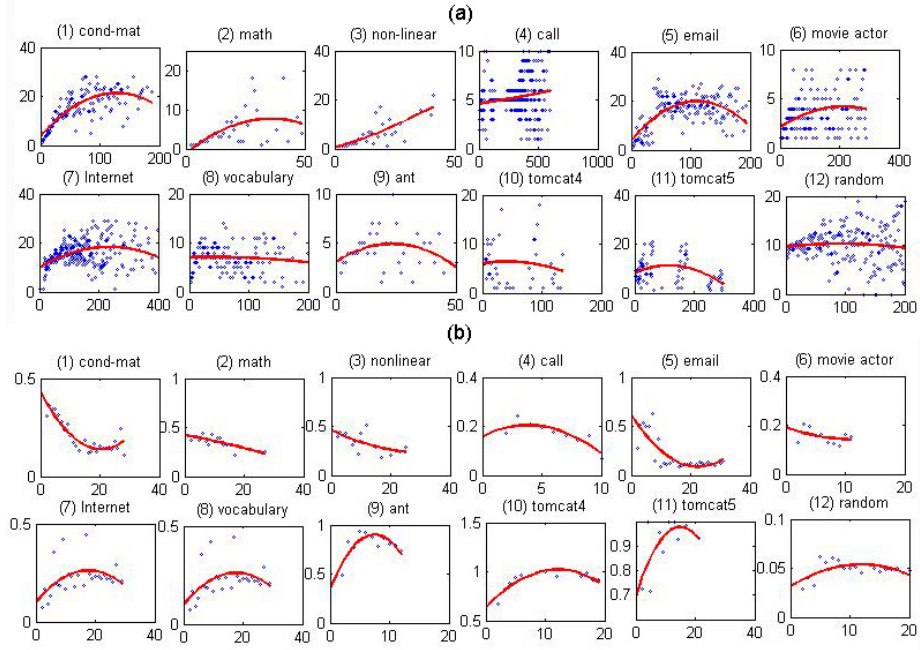 (a)
(1) cond-mat (2) math (3) non-linear (4) call (5) email (6) movie actor
40 20 0 0 100 200
20 0 0 50
40 20 0 0 50
10 5 0 0 500 1000
40 20 0 0 100 200
10 5 0 0 200 400
(7) Internet (8) vocabulary (9) ant (10) tomcat4 (11) tomcat5 (12) random
40 20 0 0 200 400
20 10 0 0 100 200
10 5 0 0 50
20 10 0 0 100 200
40 20 0 0 200 400
20 10 0 0 100 200
(b)
(1) cond-mat (2) math (3) nonlinear (4) call (5) email (6) movie actor
0.5 0 0 20 40
1 0.5 0 0 20 40
1 0.5 0 0 20 40
0.4 0.2 0 0 5 10
1 0.5 0 0 20 40
0.4 0.2 0 0 10 20
(7) Internet (8) vocabulary (9) ant (10) tomcat4 (11) tomcat5 (12) random
0.5 0 0 20 40
0.5 0 0 20 40
1 0.5 0 0 10 20
1.5 1 0.5 0 10 20
0.9 0.8 0.7 0 10 20 30
0.1 0.05 0 0 10 20